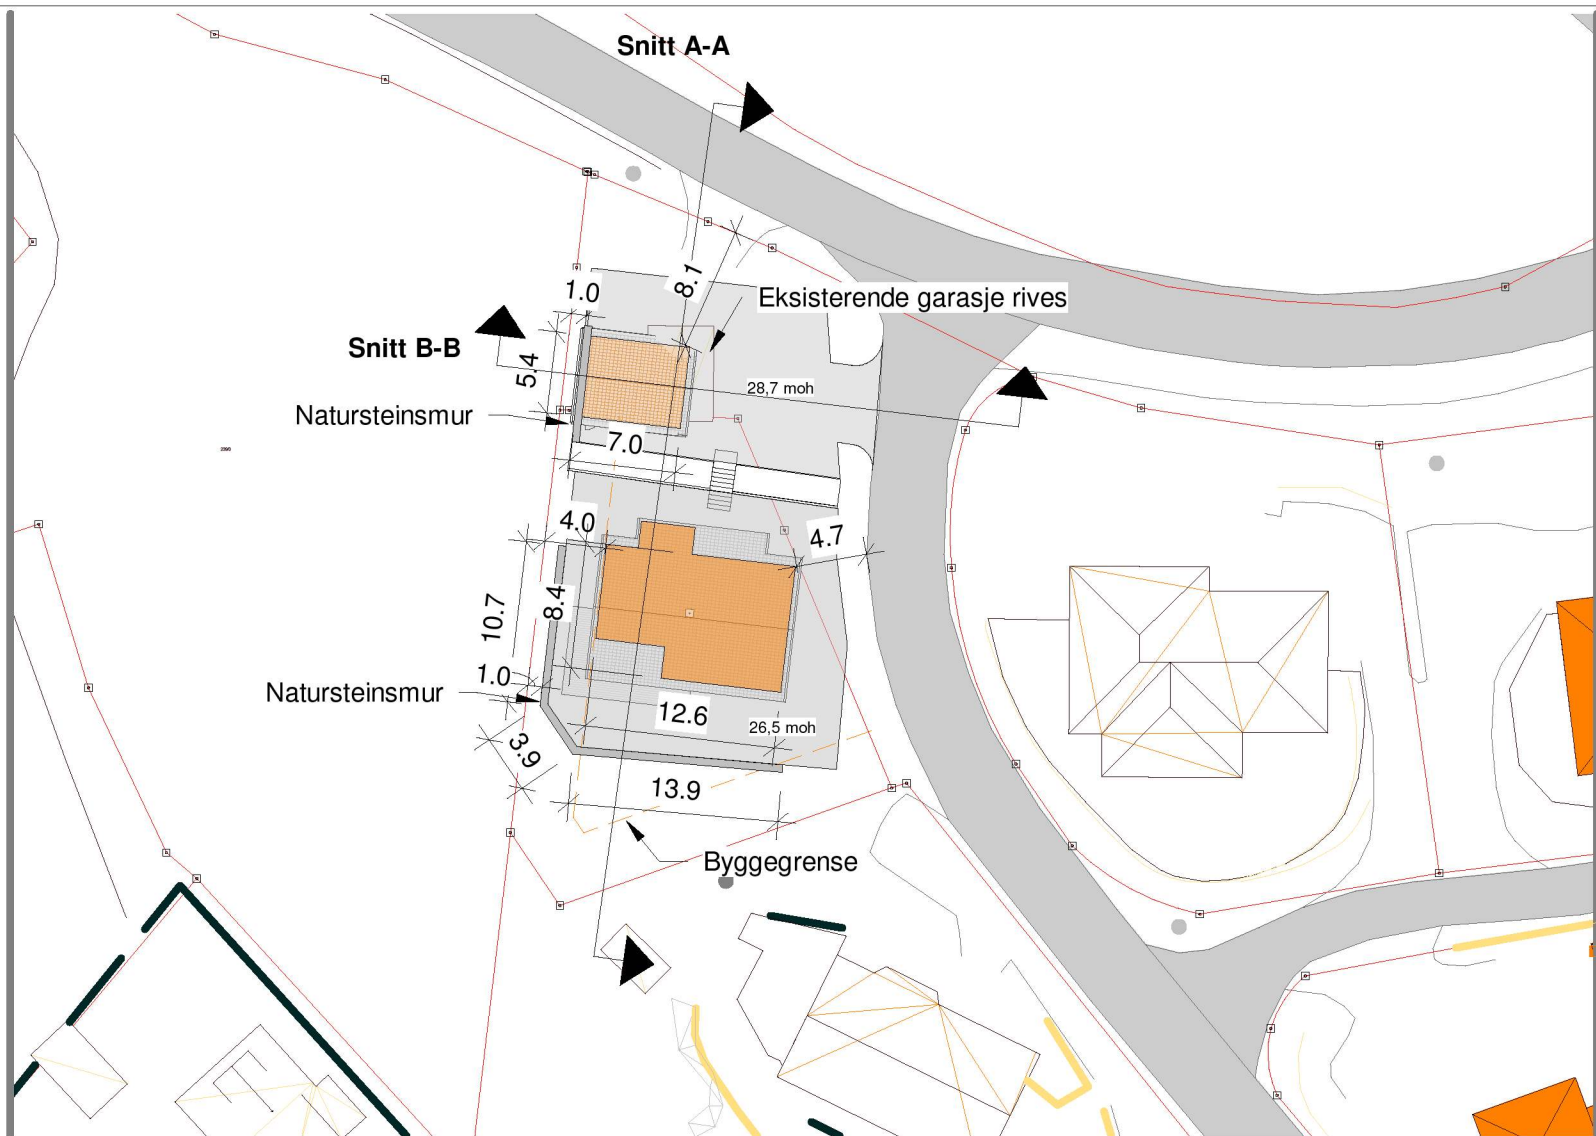 Snitt A-A
8.1
1.0
Eksisterende garasje rives
Snitt B-B
5.4
28,7 moh
Natursteinsmur
7.0
4.0
4.7
10.7
8.4
1.0
Natursteinsmur
12.6
26,5 moh
3.9
13.9
Byggegrense